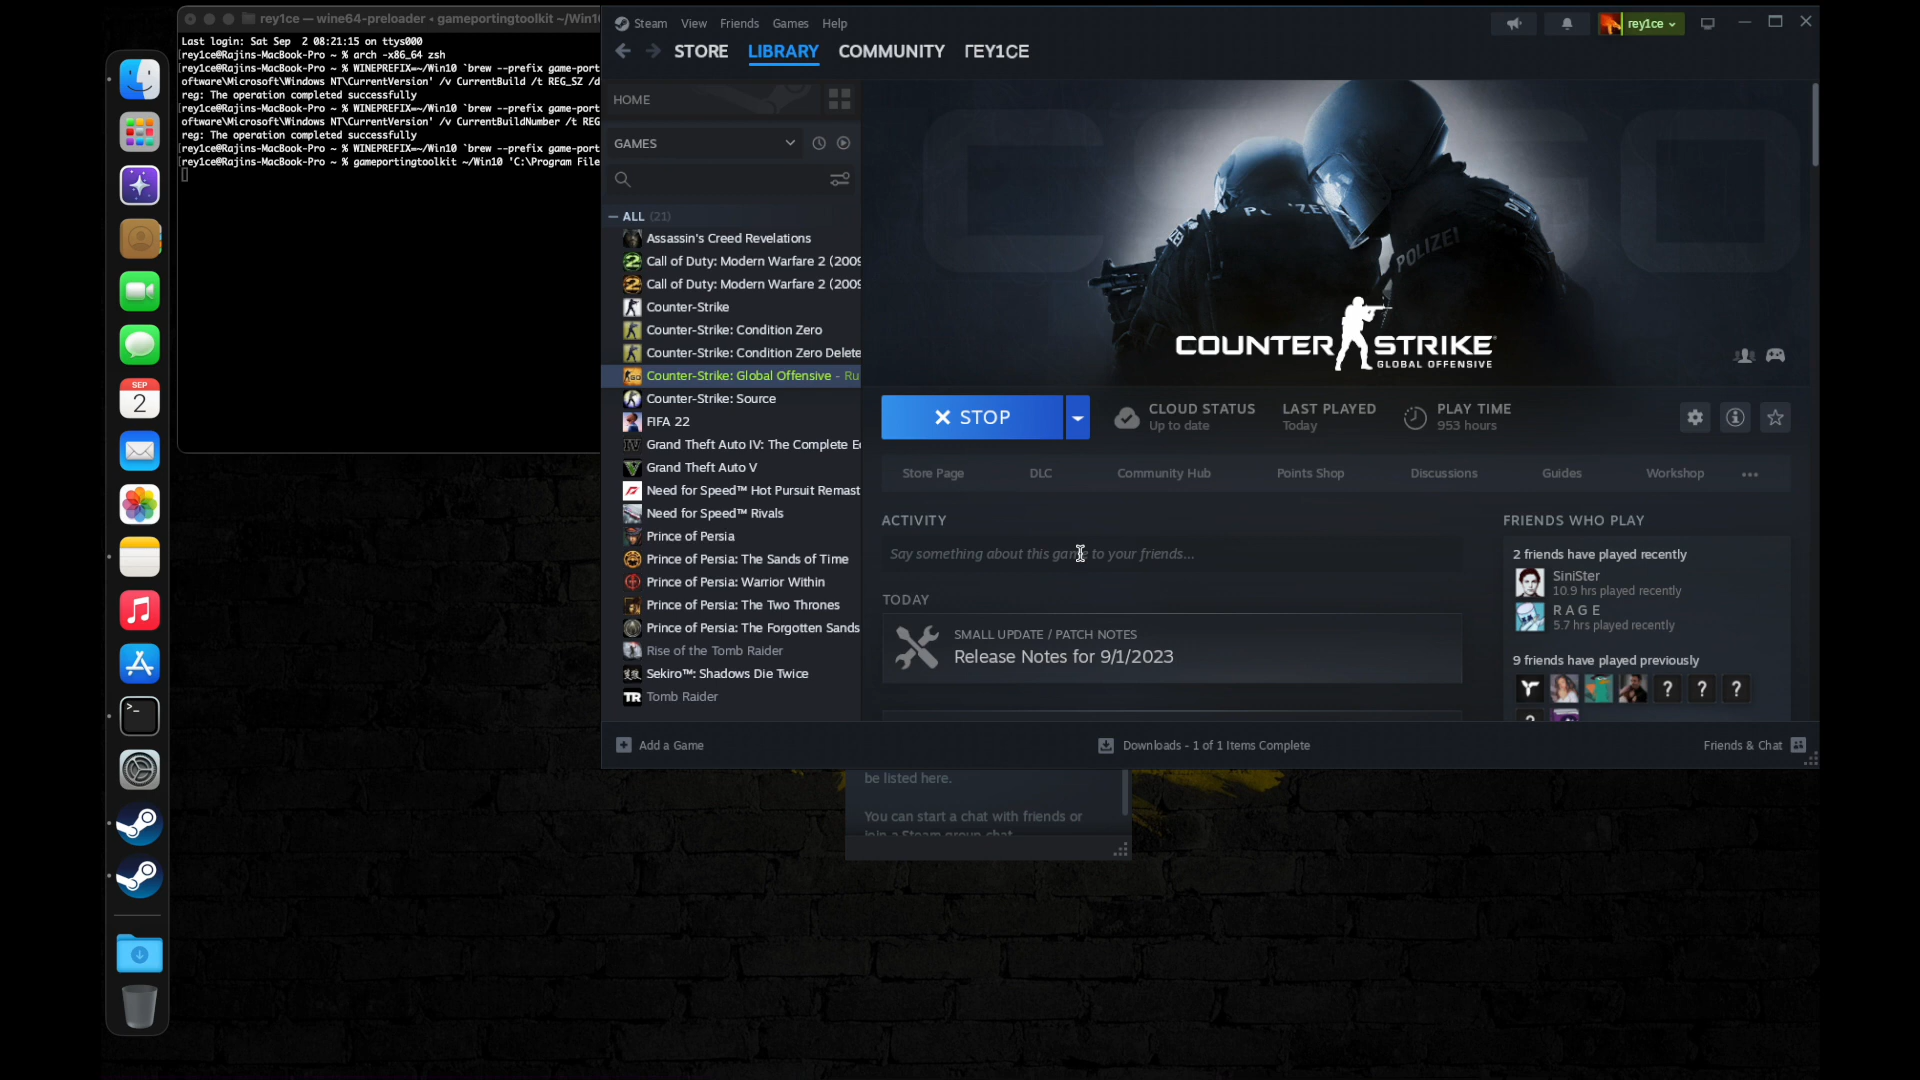 rey1ce — wine64-preloader ◂ gameportingtoolkit ~/Win10
Last login: Sat Sep  2 08:21:15 on ttys000
[rey1ce@Rajins-MacBook-Pro ~ % arch -x86_64 zsh
[rey1ce@Rajins-MacBook-Pro ~ % WINEPREFIX=~/Win10 `brew --prefix game-port
oftware\Microsoft\Windows NT\CurrentVersion' /v CurrentBuild /t REG_SZ /d
reg: The operation completed successfully
[rey1ce@Rajins-MacBook-Pro ~ % WINEPREFIX=~/Win10 `brew --prefix game-port
oftware\Microsoft\Windows NT\CurrentVersion' /v CurrentBuildNumber /t REG
reg: The operation completed successfully
[rey1ce@Rajins-MacBook-Pro ~ % WINEPREFIX=~/Win10 `brew --prefix game-port
[rey1ce@Rajins-MacBook-Pro ~ % gameportingtoolkit ~/Win10 'C:\Program File
SEP
2
Steam View Friends Games Help
rey1ce
STORE LIBRARY COMMUNITY ΓEY1CE
HOME
GAMES
ALL (21)
Assassin's Creed Revelations
Call of Duty: Modern Warfare 2 (2009
Call of Duty: Modern Warfare 2 (2009
Counter-Strike
Counter-Strike: Condition Zero
Counter-Strike: Condition Zero Delete
Counter-Strike: Global Offensive - Ru
Counter-Strike: Source
FIFA 22
Grand Theft Auto IV: The Complete E
Grand Theft Auto V
Need for Speed™ Hot Pursuit Remast
Need for Speed™ Rivals
Prince of Persia
Prince of Persia: The Sands of Time
Prince of Persia: Warrior Within
Prince of Persia: The Two Thrones
Prince of Persia: The Forgotten Sands
Rise of the Tomb Raider
Sekiro™: Shadows Die Twice
Tomb Raider
POLIZEI
COUNTER STRIKE
GLOBAL OFFENSIVE
STOP
CLOUD STATUS
Up to date
LAST PLAYED
Today
PLAY TIME
953 hours
Store Page DLC Community Hub Points Shop Discussions Guides Workshop
ACTIVITY
Say something about this game to your friends...
TODAY
SMALL UPDATE / PATCH NOTES
Release Notes for 9/1/2023
FRIENDS WHO PLAY
2 friends have played recently
SiniSter
10.9 hrs played recently
R A G E
5.7 hrs played recently
9 friends have played previously
? ? ?
Add a Game
Downloads - 1 of 1 Items Complete
Friends & Chat
be listed here.
You can start a chat with friends or
join a Steam group chat